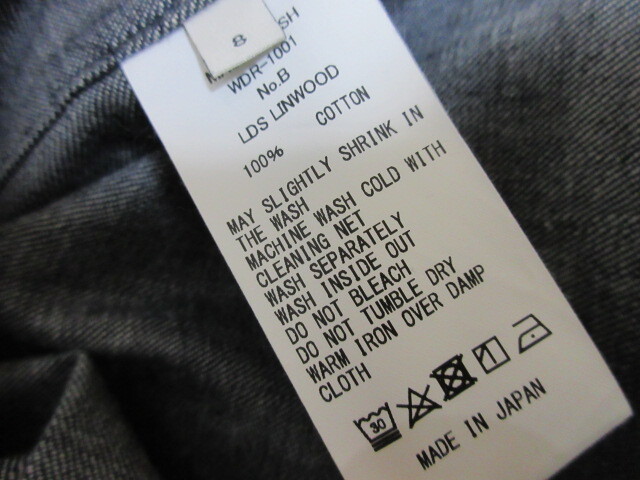 8
SH
WDR-1001
No.B
LDS LINWOOD
100% COTTON
MAY SLIGHTLY SHRINK IN
THE WASH
MACHINE WASH COLD WITH
CLEANING NET
WASH SEPARATELY
WASH INSIDE OUT
DO NOT BLEACH
DO NOT TUMBLE DRY
WARM IRON OVER DAMP
CLOTH
30
MADE IN JAPAN